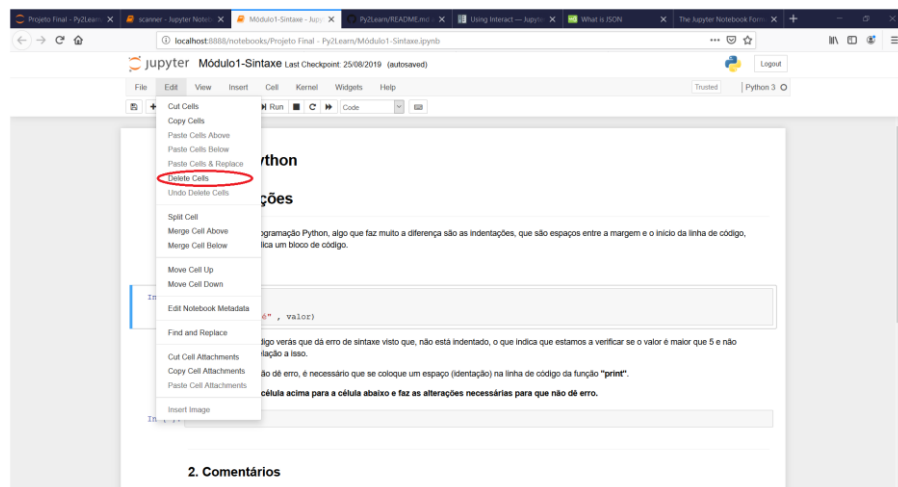 Projeto Final - Py2Learn
scanner - Jupyter Noteb
Módulo1-Sintaxe - Jupy
Py2Learn/README.md
Using Interact — Jupyt
What is JSON
The Jupyter Notebook Form
localhost:8888/notebooks/Projeto Final - Py2Learn/Módulo1-Sintaxe.ipynb
jupyter Módulo1-Sintaxe Last Checkpoint: 25/08/2019 (autosaved)
Logout
File Edit View Insert Cell Kernel Widgets Help
Trusted
Python 3
Run
Code
Cut Cells
Copy Cells
Paste Cells Above
Paste Cells Below
Paste Cells & Replace
Delete Cells
Undo Delete Cells
Split Cell
Merge Cell Above
Merge Cell Below
Move Cell Up
Move Cell Down
Edit Notebook Metadata
Find and Replace
Cut Cell Attachments
Copy Cell Attachments
Paste Cell Attachments
Insert Image
ython
ções
ogramação Python, algo que faz muito a diferença são as indentações, que são espaços entre a margem e o início da linha de código,
lica um bloco de código.
In
é" , valor)
digo verás que dá erro de sintaxe visto que, não está indentado, o que indica que estamos a verificar se o valor é maior que 5 e não
elação a isso.
ão dê erro, é necessário que se coloque um espaço (identação) na linha de código da função "print".
célula acima para a célula abaixo e faz as alterações necessárias para que não dê erro.
In [ ]:
2. Comentários